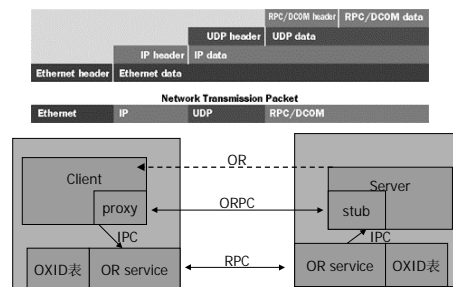 RPC/DCOM header RPC/DCOM data
UDP header UDP data
IP header IP data
Ethernet header Ethernet data
Network Transmission Packet
Ethernet IP UDP RPC/DCOM
OR
Client Server
proxy ORPC stub
IPC IPC
OXID表 OR service RPC OR service OXID表